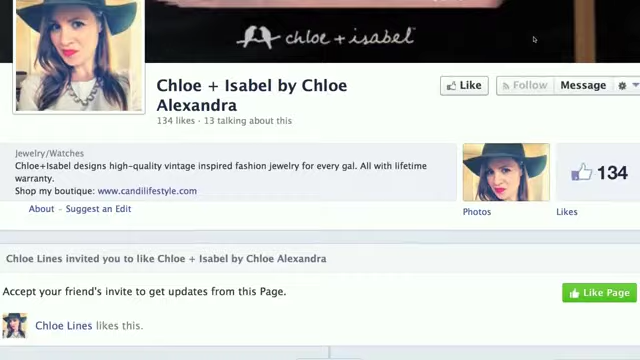 chloe + isabel
Chloe + Isabel by Chloe
Alexandra
134 likes · 13 talking about this
Like
Follow
Message
Jewelry/Watches
Chloe+Isabel designs high-quality vintage inspired fashion jewelry for every gal. All with lifetime
warranty.
Shop my boutique: www.candilifestyle.com
About - Suggest an Edit
Photos
134
Likes
Chloe Lines invited you to like Chloe + Isabel by Chloe Alexandra
Accept your friend's invite to get updates from this Page.
Like Page
Chloe Lines likes this.